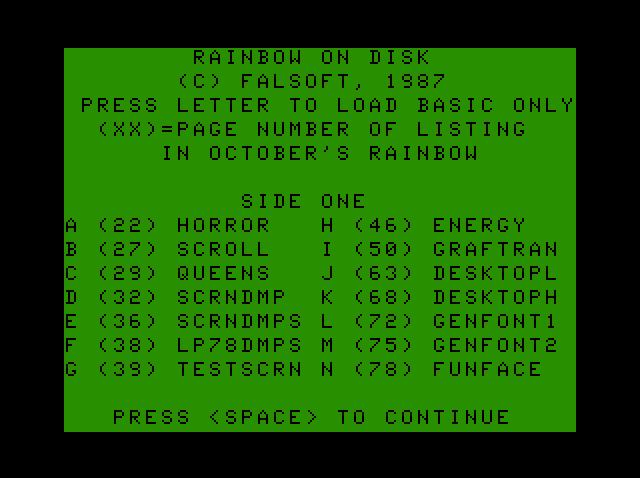 RAINBOW ON DISK
(C) FALSOFT, 1987
PRESS LETTER TO LOAD BASIC ONLY
(XX)=PAGE NUMBER OF LISTING
IN OCTOBER'S RAINBOW
SIDE ONE
A (22) HORROR H (46) ENERGY
B (27) SCROLL I (50) GRAFTRAN
C (29) QUEENS J (63) DESKTOPL
D (32) SCRNDMP K (68) DESKTOPH
E (36) SCRNDMPS L (72) GENFONT1
F (38) LP78DMPS M (75) GENFONT2
G (39) TESTSCRN N (78) FUNFACE
PRESS <SPACE> TO CONTINUE